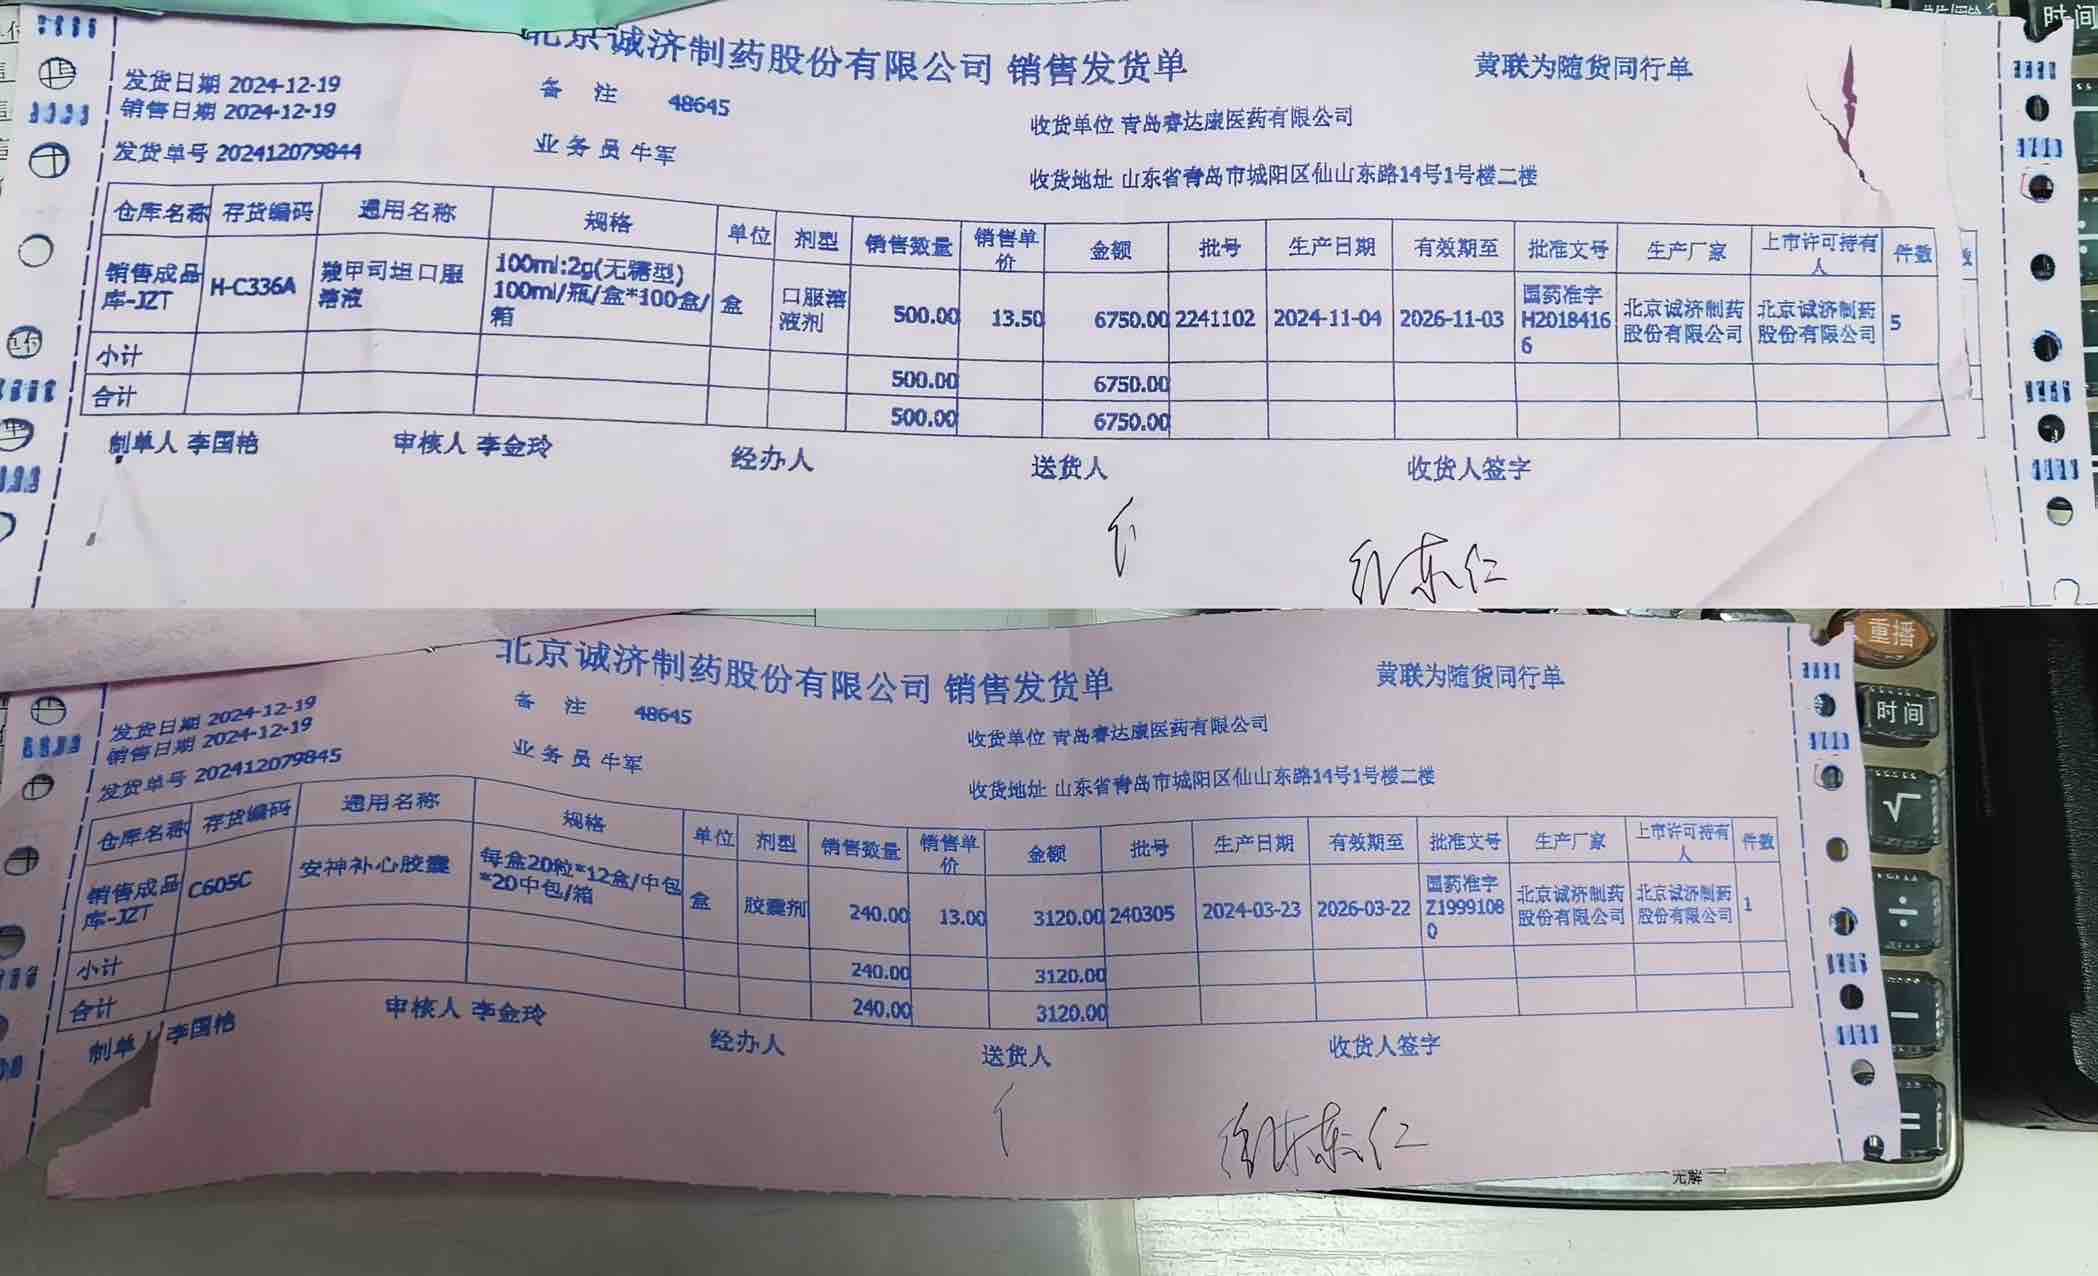 北京诚济制药股份有限公司 销售发货单
黄联为随货同行单
发货日期 2024-12-19
备 注 48645
销售日期 2024-12-19
收货单位 青岛睿达康医药有限公司
发货单号 202412079844
业务员 牛军
收货地址 山东省青岛市城阳区仙山东路14号1号楼二楼
仓库名称 存货编码 通用名称 规格 单位 剂型 销售数量 销售单价 金额 批号 生产日期 有效期至 批准文号 生产厂家 上市许可持有人 件数
销售成品库-JZT H-C336A 羧甲司坦口服溶液 100ml:2g(无糖型) 100ml/瓶/盒*100盒/箱 盒 口服溶液剂 500.00 13.50 6750.00 2241102 2024-11-04 2026-11-03 国药准字H20184166 北京诚济制药股份有限公司 北京诚济制药股份有限公司 5
小计 500.00 6750.00
合计 500.00 6750.00
制单人 李国艳 审核人 李金玲 经办人 送货人 收货人签字
时间
北京诚济制药股份有限公司 销售发货单
黄联为随货同行单
发货日期 2024-12-19
备 注 48645
销售日期 2024-12-19
收货单位 青岛睿达康医药有限公司
发货单号 202412079845
业务员 牛军
收货地址 山东省青岛市城阳区仙山东路14号1号楼二楼
仓库名称 存货编码 通用名称 规格 单位 剂型 销售数量 销售单价 金额 批号 生产日期 有效期至 批准文号 生产厂家 上市许可持有人 件数
销售成品库-JZT C605C 安神补心胶囊 每盒20粒*12盒/中包*20中包/箱 盒 胶囊剂 240.00 13.00 3120.00 240305 2024-03-23 2026-03-22 国药准字Z19991080 北京诚济制药股份有限公司 北京诚济制药股份有限公司 1
小计 240.00 3120.00
合计 240.00 3120.00
制单人 李国艳 审核人 李金玲 经办人 送货人 收货人签字
重播
时间
√
÷
−
=
无解